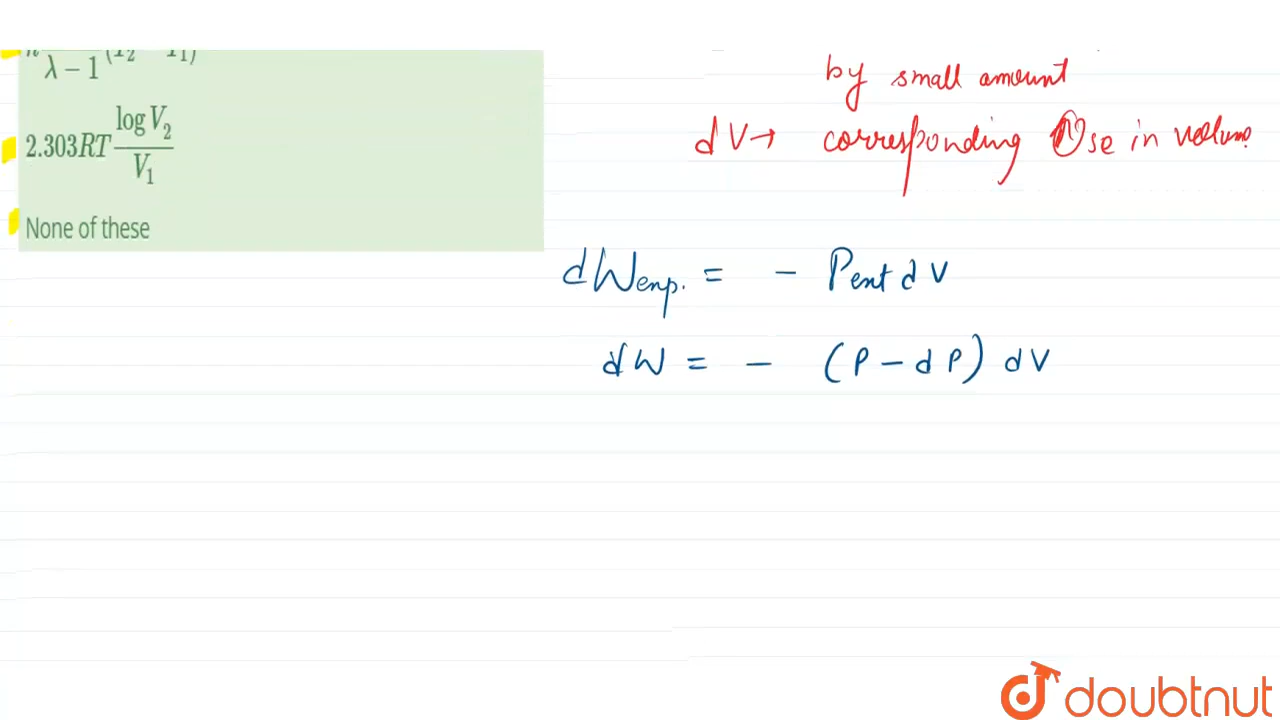 λ − 1
2.303RT log V₂ / V₁
None of these
by small amount
dV → corresponding ↑se in volume
dWexp. = − Pext dV
dW = − (P − dP) dV
doubtnut